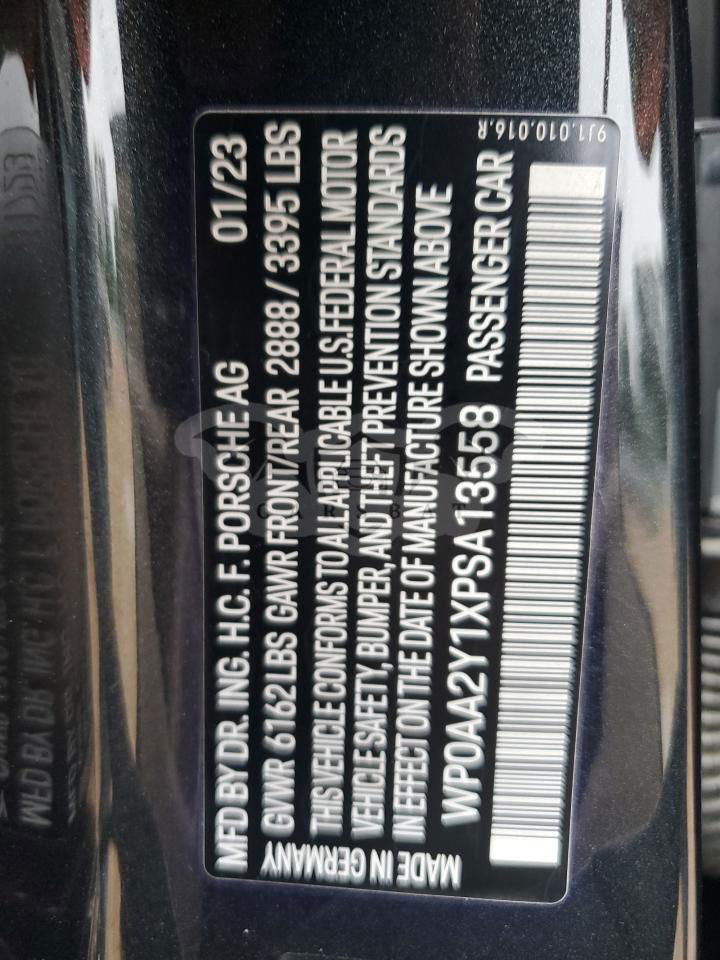 MFD BY DR. ING. H.C. F. PORSCHE AG 01/23
GVWR 6162 LBS GAWR FRONT/REAR 2888 / 3395 LBS
THIS VEHICLE CONFORMS TO ALL APPLICABLE U.S. FEDERAL MOTOR
VEHICLE SAFETY, BUMPER, AND THEFT PREVENTION STANDARDS
IN EFFECT ON THE DATE OF MANUFACTURE SHOWN ABOVE
WP0AA2Y1XPSA13558 PASSENGER CAR
MADE IN GERMANY
9J1.010.016.R